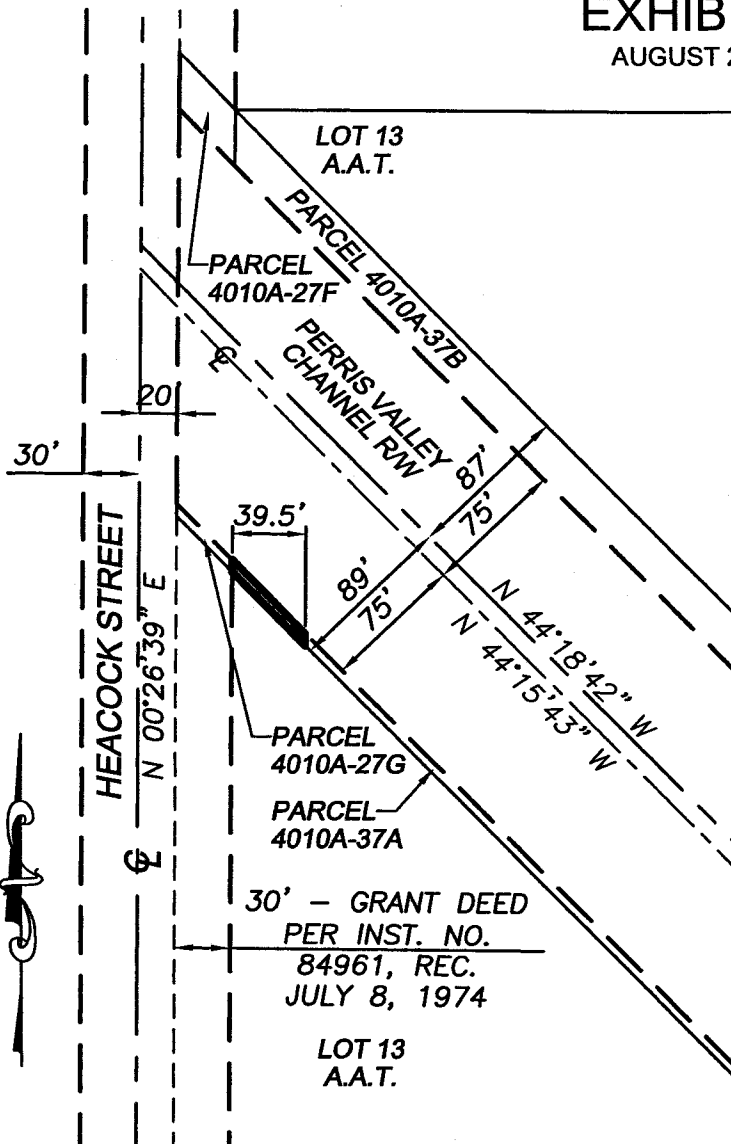 EXHIB
AUGUST 2
LOT 13
A.A.T.
PARCEL 4010A-37B
PARCEL
4010A-27F
PERRIS VALLEY
CHANNEL R/W
℄
20'
30'
39.5'
87'
75'
89'
75'
HEACOCK STREET
N 00°26'39" E
℄
N 44°18'42" W
N 44°15'43" W
PARCEL
4010A-27G
PARCEL
4010A-37A
30' – GRANT DEED
PER INST. NO.
84961, REC.
JULY 8, 1974
LOT 13
A.A.T.